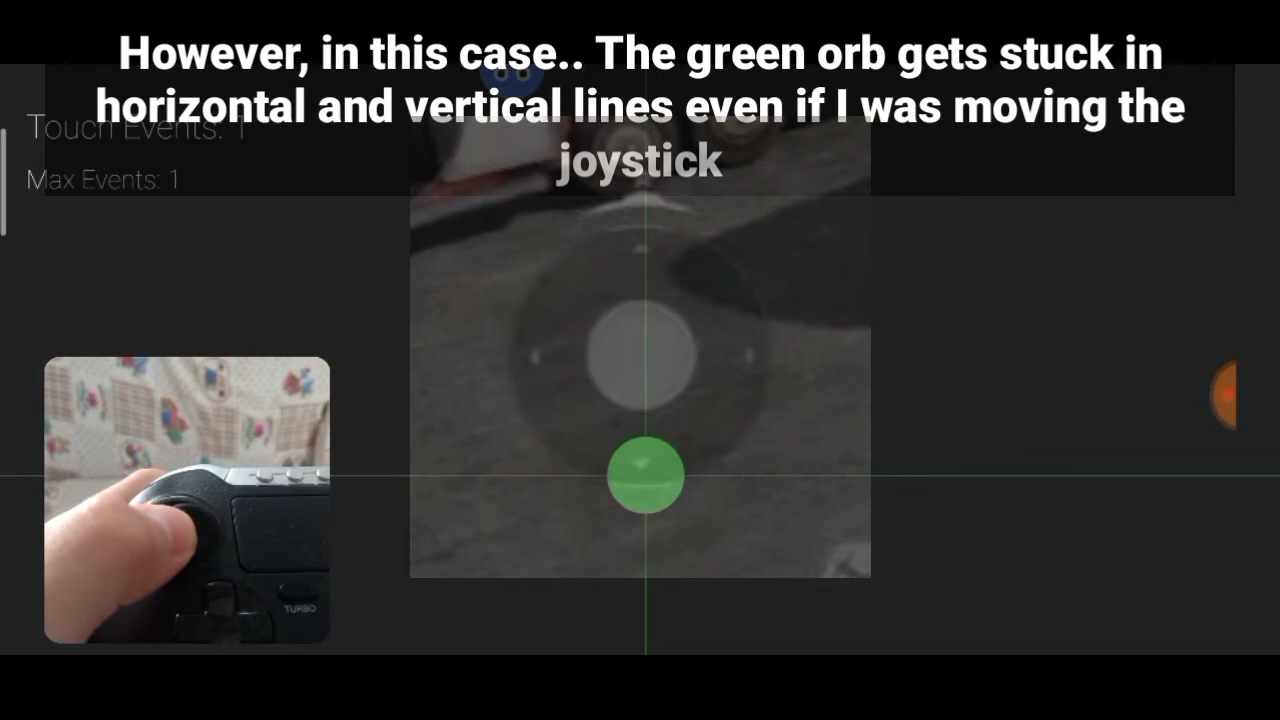 However, in this case.. The green orb gets stuck in
horizontal and vertical lines even if I was moving the
joystick
Touch Events: 1
Max Events: 1
TURBO